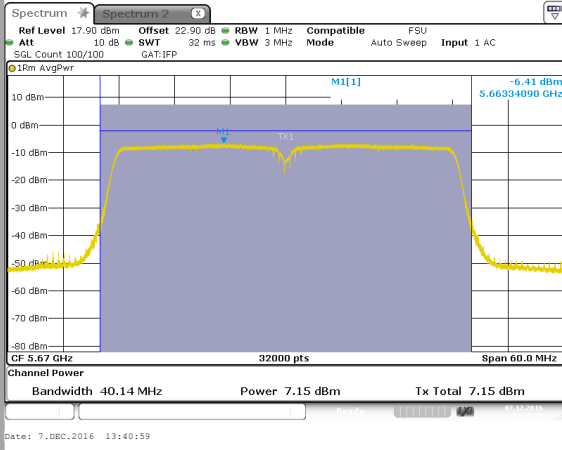 Spectrum Spectrum 2 X
Ref Level 17.90 dBm Offset 22.90 dB RBW 1 MHz Compatible FSU
Att 10 dB SWT 32 ms VBW 3 MHz Mode Auto Sweep Input 1 AC
SGL Count 100/100 GAT:IFP
1Rm AvgPwr
M1[1] -6.41 dBm
5.66334090 GHz
10 dBm
0 dBm
M1
TX1
-10 dBm
-20 dBm
-30 dBm
-40 dBm
-50 dBm
-60 dBm
-70 dBm
-80 dBm
CF 5.67 GHz 32000 pts Span 60.0 MHz
Channel Power
Bandwidth 40.14 MHz Power 7.15 dBm Tx Total 7.15 dBm
Ready 07.12.2016
Date: 7.DEC.2016 13:40:59